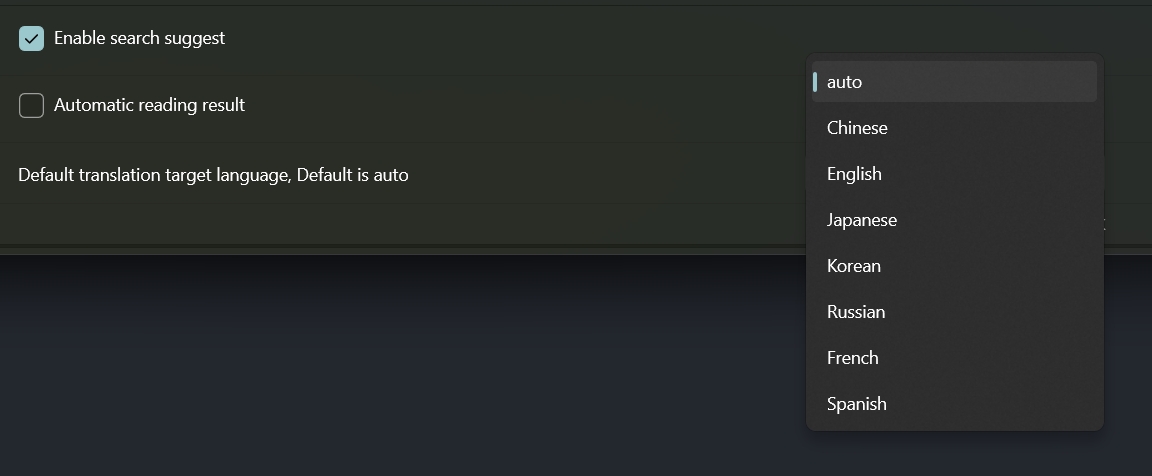 Enable search suggest
Automatic reading result
Default translation target language, Default is auto
auto
Chinese
English
Japanese
Korean
Russian
French
Spanish